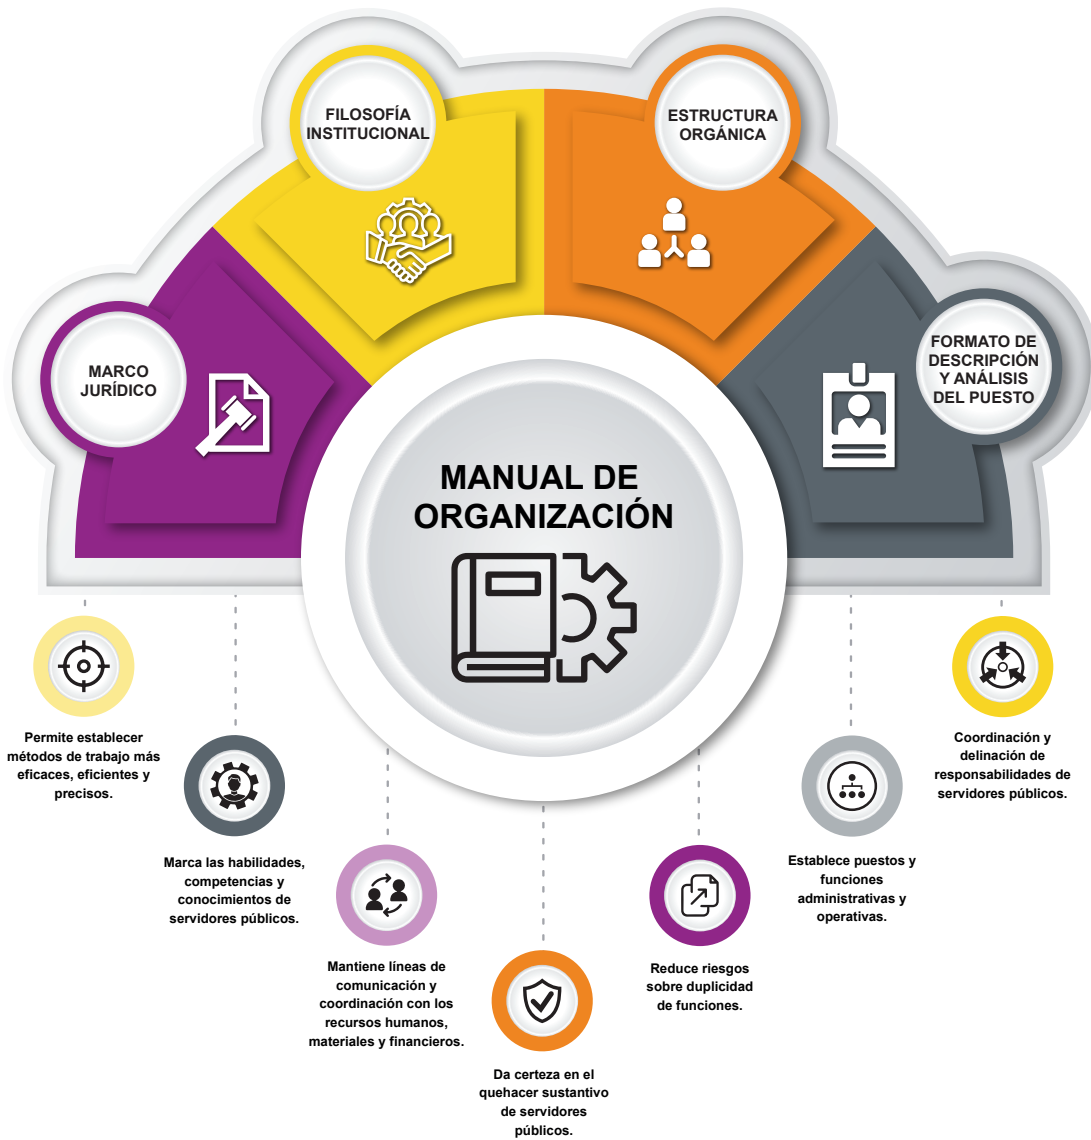 FILOSOFÍA
INSTITUCIONAL
ESTRUCTURA
ORGÁNICA
MARCO
JURÍDICO
FORMATO DE
DESCRIPCIÓN
Y ANÁLISIS
DEL PUESTO
MANUAL DE
ORGANIZACIÓN
Permite establecer
métodos de trabajo más
eficaces, eficientes y
precisos.
Marca las habilidades,
competencias y
conocimientos de
servidores públicos.
Mantiene líneas de
comunicación y
coordinación con los
recursos humanos,
materiales y financieros.
Da certeza en el
quehacer sustantivo
de servidores
públicos.
Reduce riesgos
sobre duplicidad
de funciones.
Establece puestos y
funciones
administrativas y
operativas.
Coordinación y
delinación de
responsabilidades de
servidores públicos.